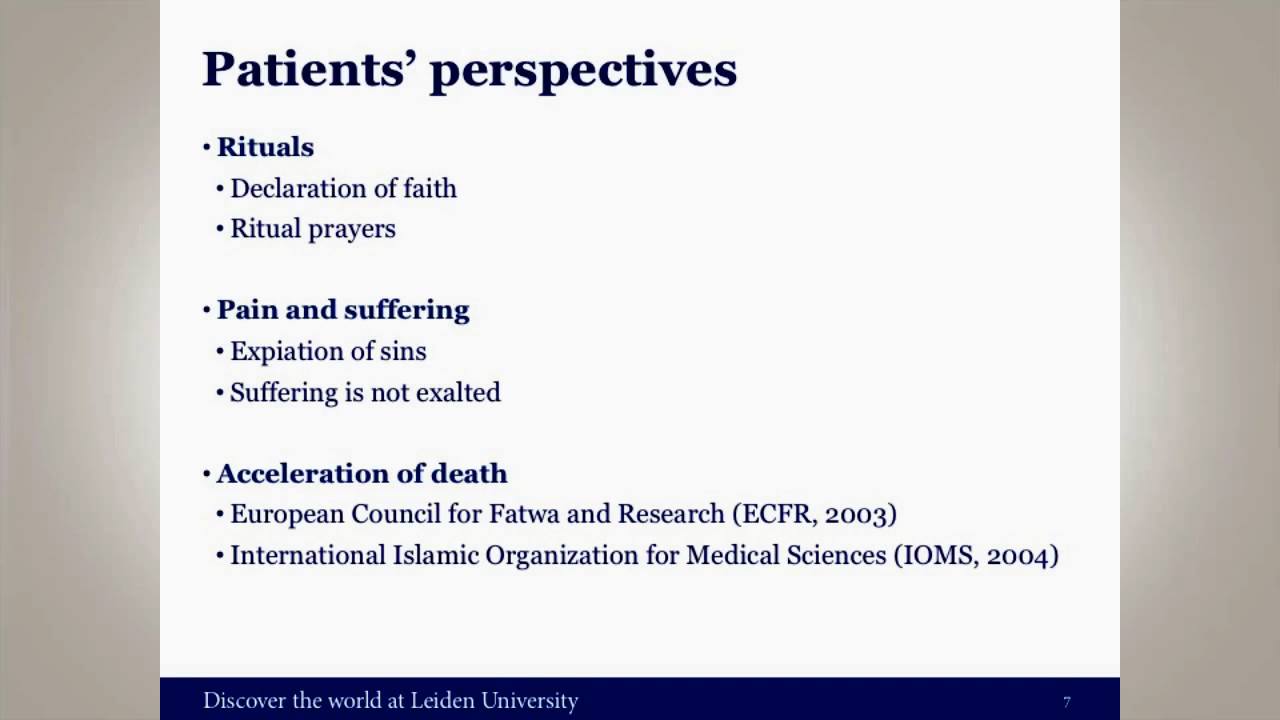 Patients’ perspectives
• Rituals
• Declaration of faith
• Ritual prayers
• Pain and suffering
• Expiation of sins
• Suffering is not exalted
• Acceleration of death
• European Council for Fatwa and Research (ECFR, 2003)
• International Islamic Organization for Medical Sciences (IOMS, 2004)
Discover the world at Leiden University
7